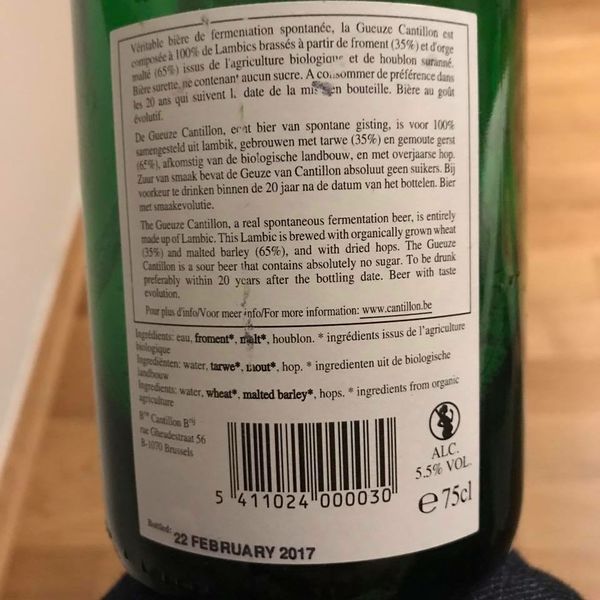 Véritable bière de fermentation spontanée, la Gueuze Cantillon est
composée à 100% de Lambics brassés à partir de froment (35%) et d'orge
malté (65%) issus de l'agriculture biologique et de houblon suranné.
Bière surette, ne contenant aucun sucre. A consommer de préférence dans
les 20 ans qui suivent la date de la mise en bouteille. Bière au goût
évolutif.
De Gueuze Cantillon, echt bier van spontane gisting, is voor 100%
samengesteld uit lambik, gebrouwen met tarwe (35%) en gemoute gerst
(65%), afkomstig van de biologische landbouw, en met overjaarse hop.
Zuur van smaak bevat de Geuze van Cantillon absoluut geen suikers. Bij
voorkeur te drinken binnen de 20 jaar na de datum van het bottelen. Bier
met smaakevolutie.
The Gueuze Cantillon, a real spontaneous fermentation beer, is entirely
made up of Lambic. This Lambic is brewed with organically grown wheat
(35%) and malted barley (65%), and with dried hops. The Gueuze
Cantillon is a sour beer that contains absolutely no sugar. To be drunk
preferably within 20 years after the bottling date. Beer with taste
evolution.
Pour plus d'info/Voor meer info/For more information: www.cantillon.be
Ingrédients: eau, froment*, malt*, houblon. * ingrédients issus de l'agriculture
biologique
Ingrediënten: water, tarwe*, mout*, hop. * ingredienten uit de biologische
landbouw
Ingredients: water, wheat*, malted barley*, hops. * ingredients from organic
agriculture
Cantillon
rue Gheudestraat 56
B-1070 Brussels
ALC.
5.5% VOL.
5 411024 000030
e 75cl
Bottled:
22 FEBRUARY 2017